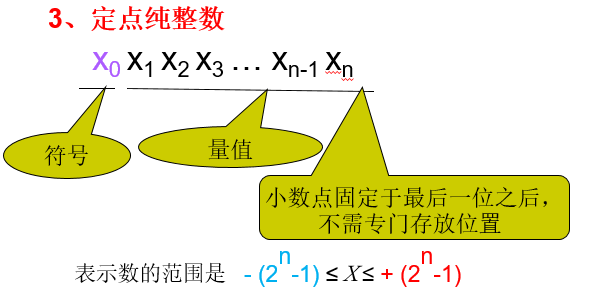 3、定点纯整数
x₀ x₁ x₂ x₃ … xₙ₋₁ xₙ
符号
量值
小数点固定于最后一位之后，
不需专门存放位置
表示数的范围是 - (2ⁿ-1) ≤ X ≤ + (2ⁿ-1)